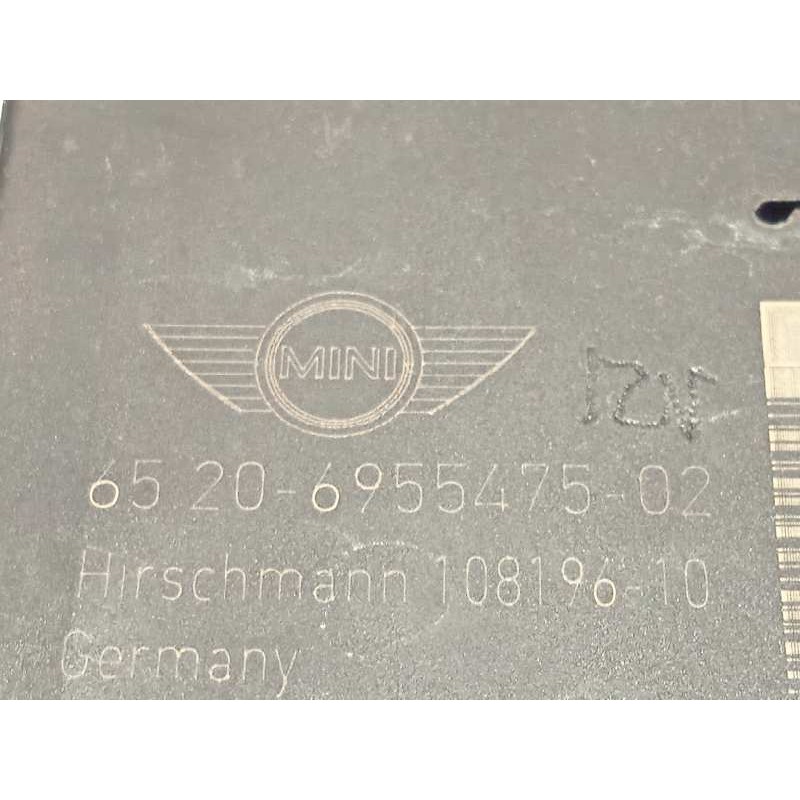 MINI
65 20-6955475-02
Hirschmann 108196-10
Germany